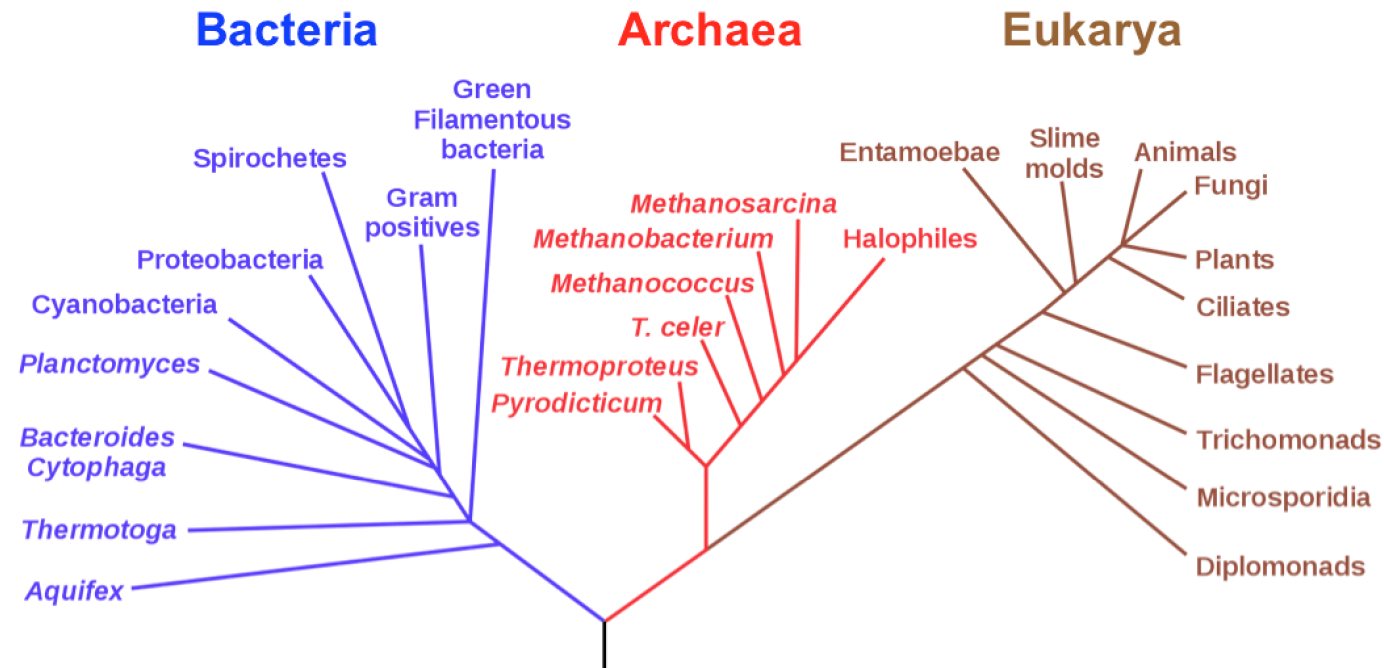 Bacteria
Archaea
Eukarya
Green
Filamentous
bacteria
Spirochetes
Gram
positives
Proteobacteria
Cyanobacteria
Planctomyces
Bacteroides
Cytophaga
Thermotoga
Aquifex
Methanosarcina
Methanobacterium
Halophiles
Methanococcus
T. celer
Thermoproteus
Pyrodicticum
Entamoebae
Slime
molds
Animals
Fungi
Plants
Ciliates
Flagellates
Trichomonads
Microsporidia
Diplomonads